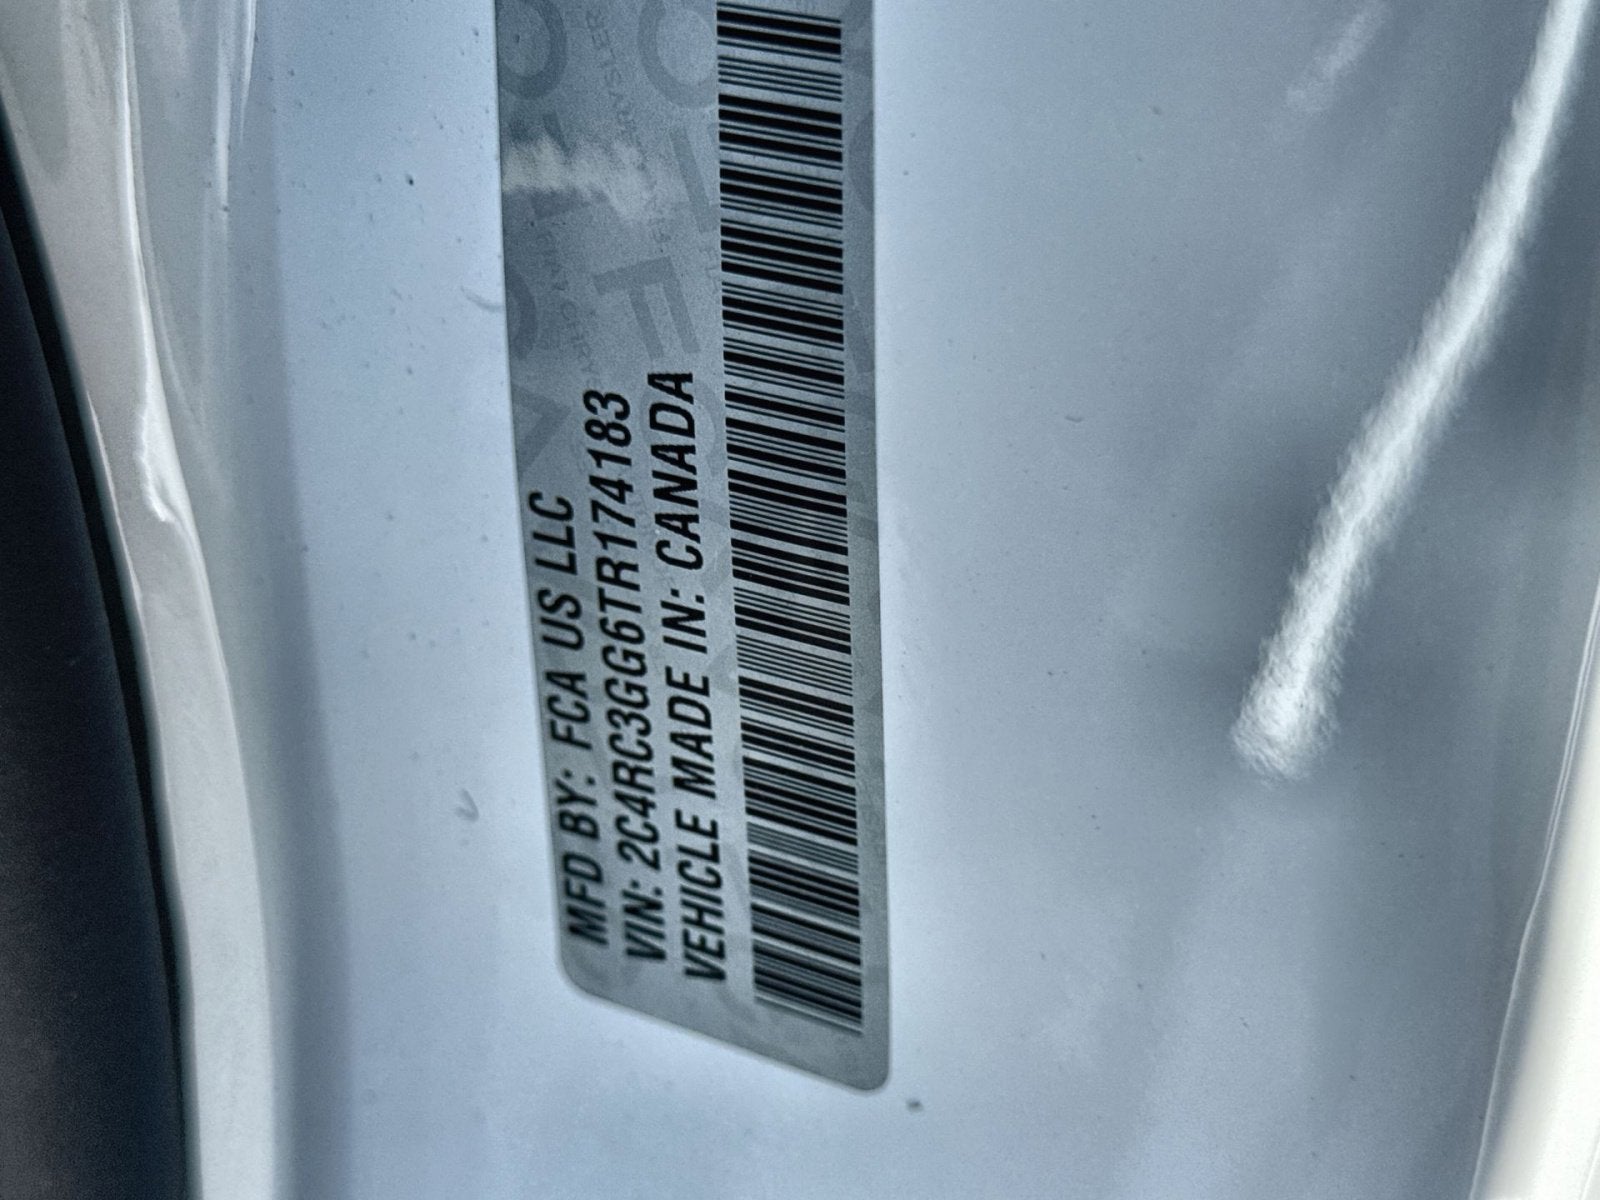 MFD BY: FCA US LLC
VIN: 2C4RC3GG6TR174183
VEHICLE MADE IN: CANADA